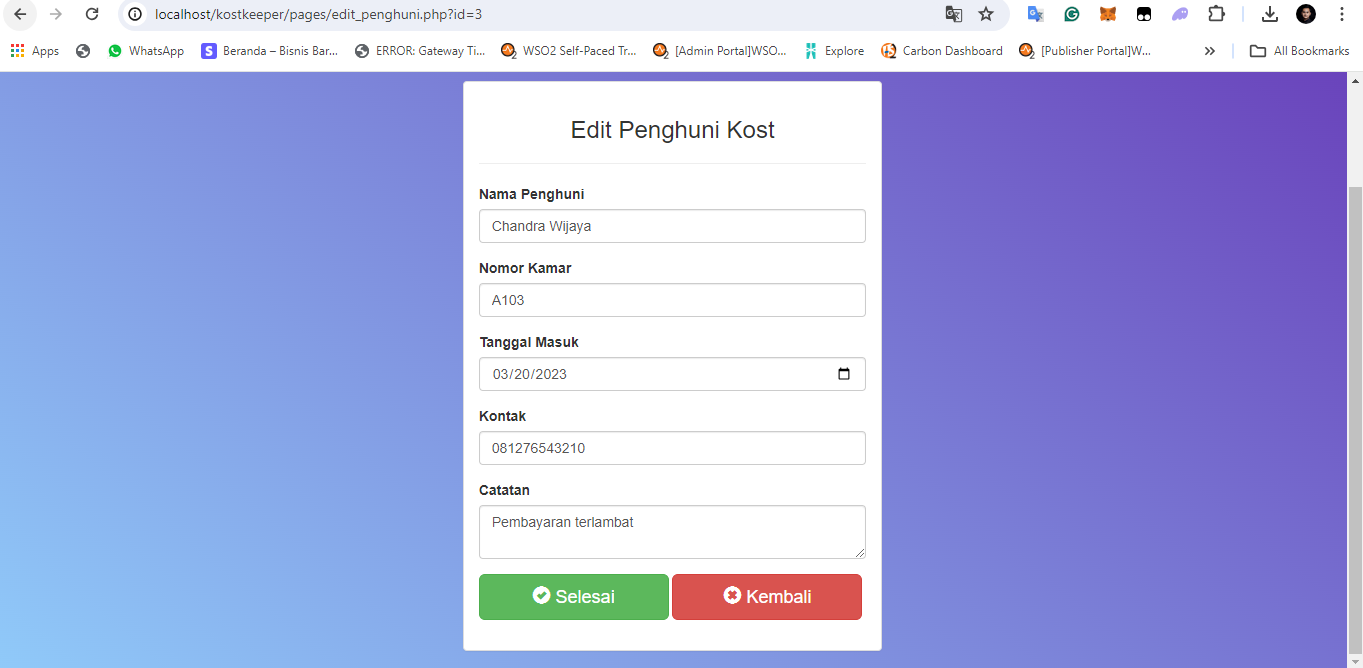 localhost/kostkeeper/pages/edit_penghuni.php?id=3
Apps WhatsApp Beranda – Bisnis Bar... ERROR: Gateway Ti... WSO2 Self-Paced Tr... [Admin Portal]WSO... Explore Carbon Dashboard [Publisher Portal]W... » All Bookmarks
Edit Penghuni Kost
Nama Penghuni
Chandra Wijaya
Nomor Kamar
A103
Tanggal Masuk
03/20/2023
Kontak
081276543210
Catatan
Pembayaran terlambat
Selesai Kembali